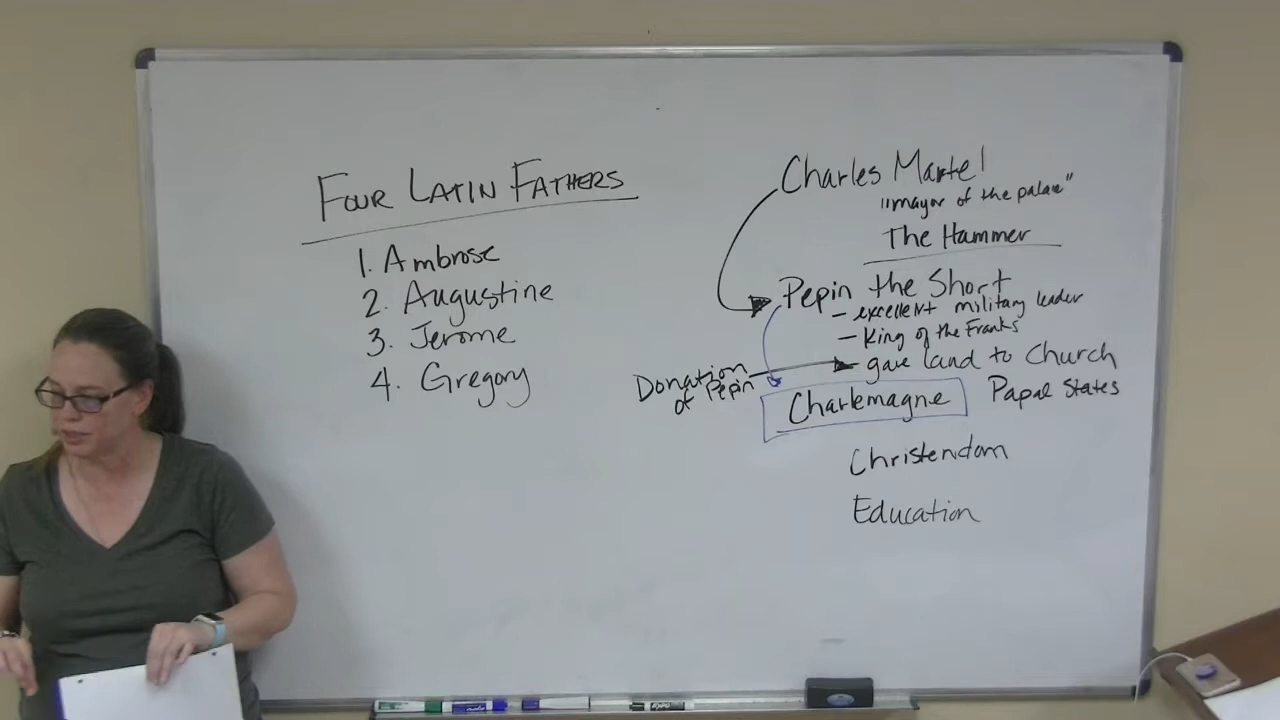 FOUR LATIN FATHERS
1. Ambrose
2. Augustine
3. Jerome
4. Gregory
Charles Martel
"mayor of the palace"
The Hammer
Pepin the Short
- excellent military leader
- King of the Franks
Donation of Pepin
gave land to Church
Papal States
Charlemagne
Christendom
Education